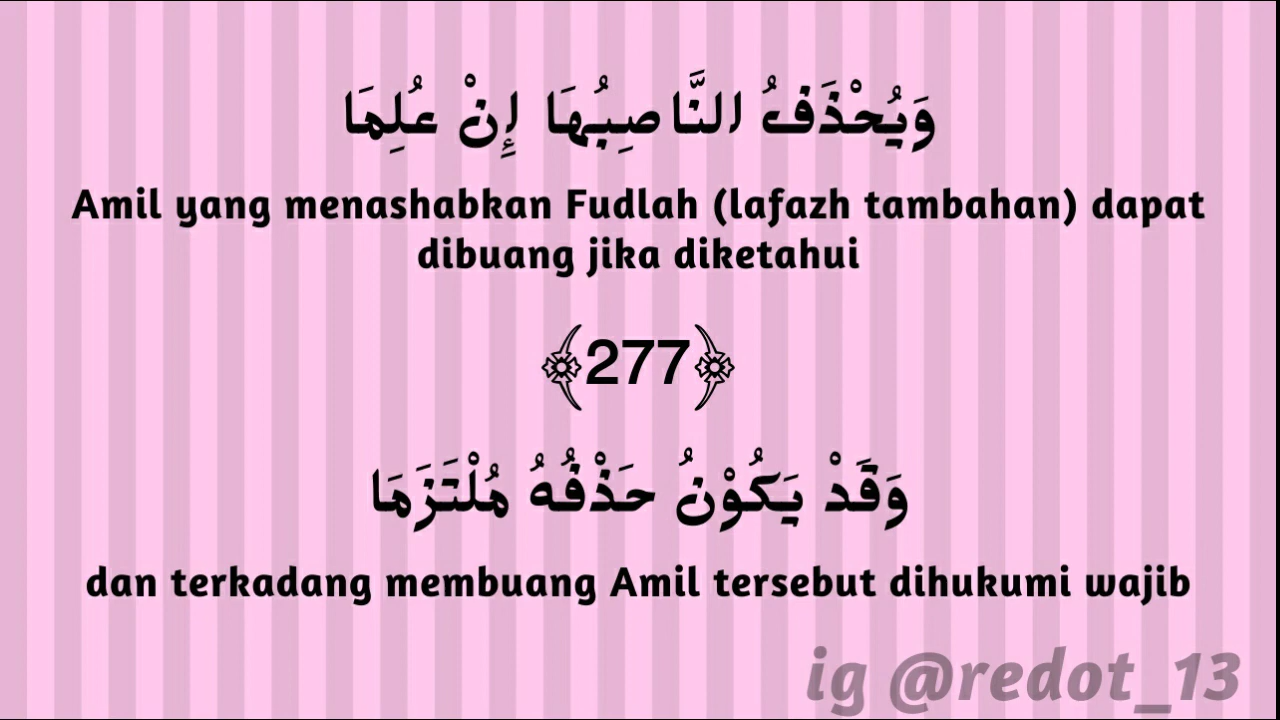 وَيُحْذَفُ النَّاصِبُهَا إِنْ عُلِمَا
Amil yang menashabkan Fudlah (lafazh tambahan) dapat
dibuang jika diketahui
﴾277﴿
وَقَدْ يَكُوْنُ حَذْفُهُ مُلْتَزَمَا
dan terkadang membuang Amil tersebut dihukumi wajib
ig @redot_13